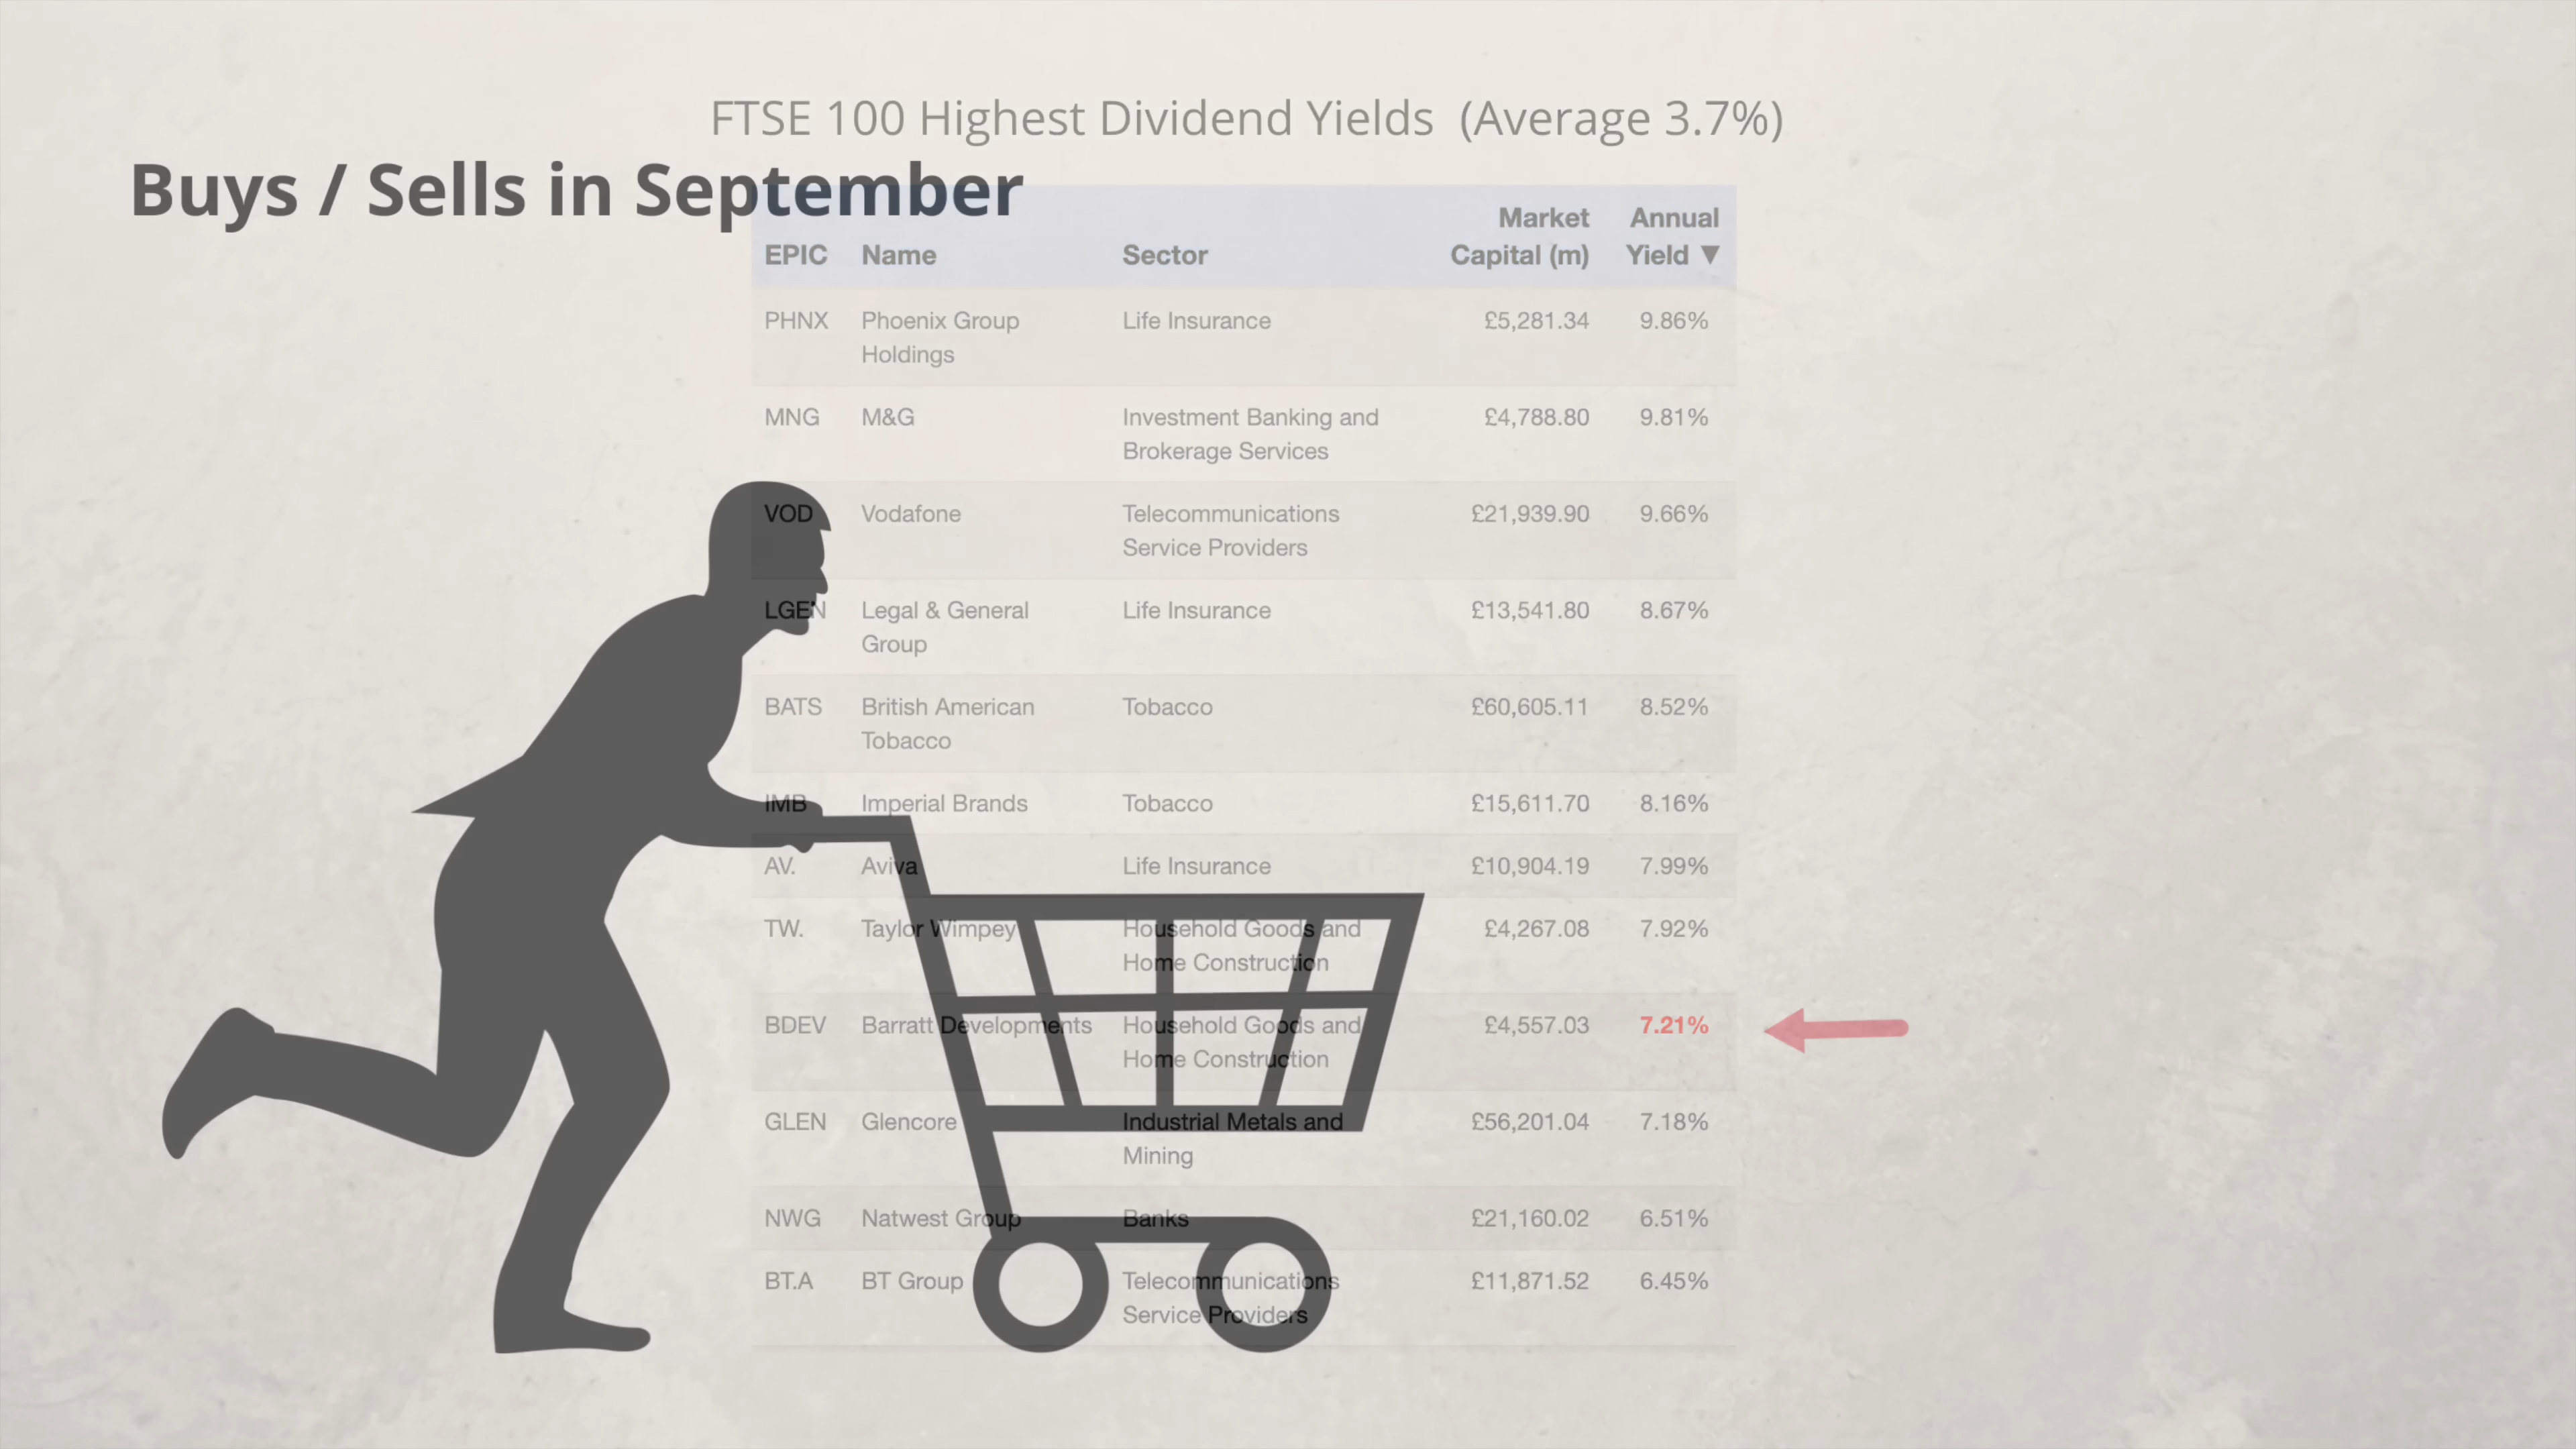 FTSE 100 Highest Dividend Yields (Average 3.7%)
Buys / Sells in September
Market Annual
EPIC Name Sector Capital (m) Yield ▼
PHNX Phoenix Group Life Insurance £5,281.34 9.86%
Holdings
MNG M&G Investment Banking and £4,788.80 9.81%
Brokerage Services
VOD Vodafone Telecommunications £21,939.90 9.66%
Service Providers
LGEN Legal & General Life Insurance £13,541.80 8.67%
Group
BATS British American Tobacco £60,605.11 8.52%
Tobacco
IMB Imperial Brands Tobacco £15,611.70 8.16%
AV. Aviva Life Insurance £10,904.19 7.99%
TW. Taylor Wimpey Household Goods and £4,267.08 7.92%
Home Construction
BDEV Barratt Developments Household Goods and £4,557.03 7.21%
Home Construction
GLEN Glencore Industrial Metals and £56,201.04 7.18%
Mining
NWG Natwest Group Banks £21,160.02 6.51%
BT.A BT Group Telecommunications £11,871.52 6.45%
Service Providers